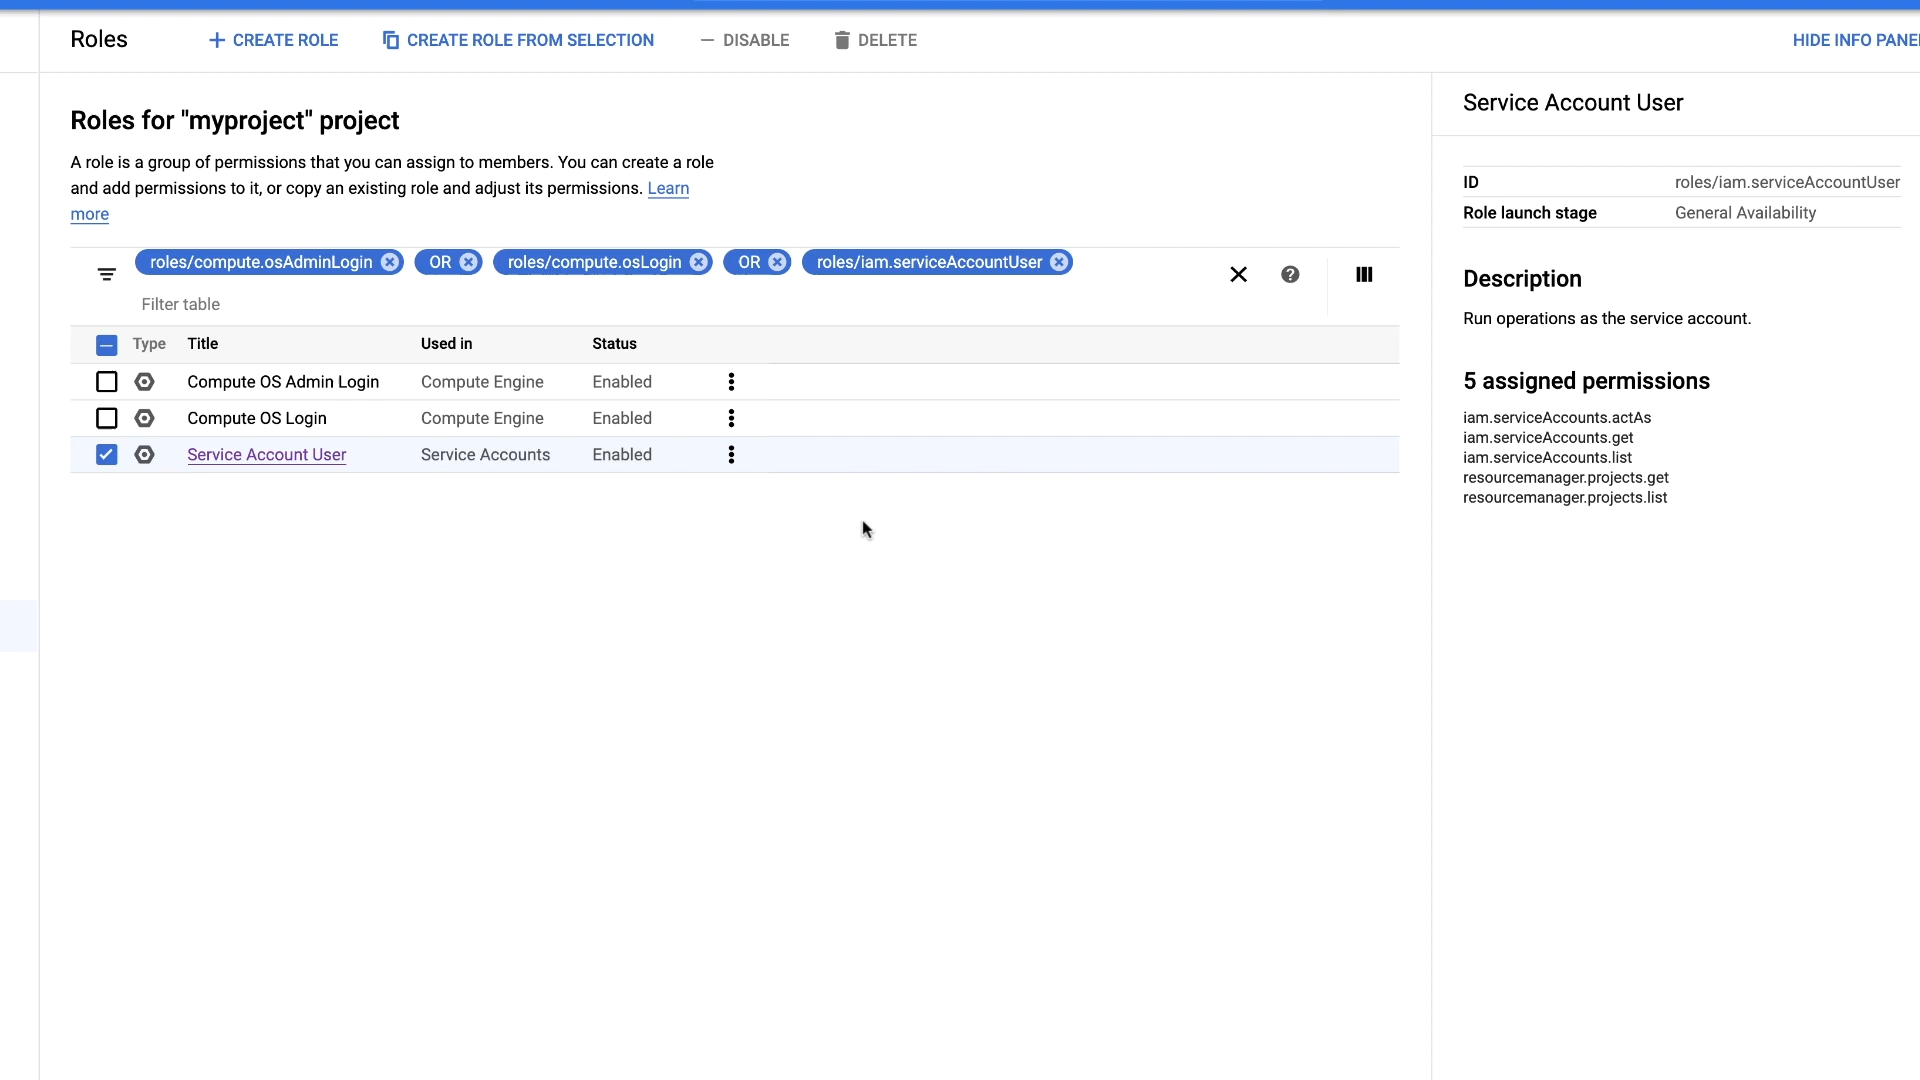 Roles
CREATE ROLE
CREATE ROLE FROM SELECTION
DISABLE
DELETE
HIDE INFO PANE
Roles for "myproject" project
A role is a group of permissions that you can assign to members. You can create a role
and add permissions to it, or copy an existing role and adjust its permissions. Learn
more
roles/compute.osAdminLogin OR roles/compute.osLogin OR roles/iam.serviceAccountUser
Filter table
Type Title Used in Status
Compute OS Admin Login Compute Engine Enabled
Compute OS Login Compute Engine Enabled
Service Account User Service Accounts Enabled
Service Account User
ID roles/iam.serviceAccountUser
Role launch stage General Availability
Description
Run operations as the service account.
5 assigned permissions
iam.serviceAccounts.actAs
iam.serviceAccounts.get
iam.serviceAccounts.list
resourcemanager.projects.get
resourcemanager.projects.list